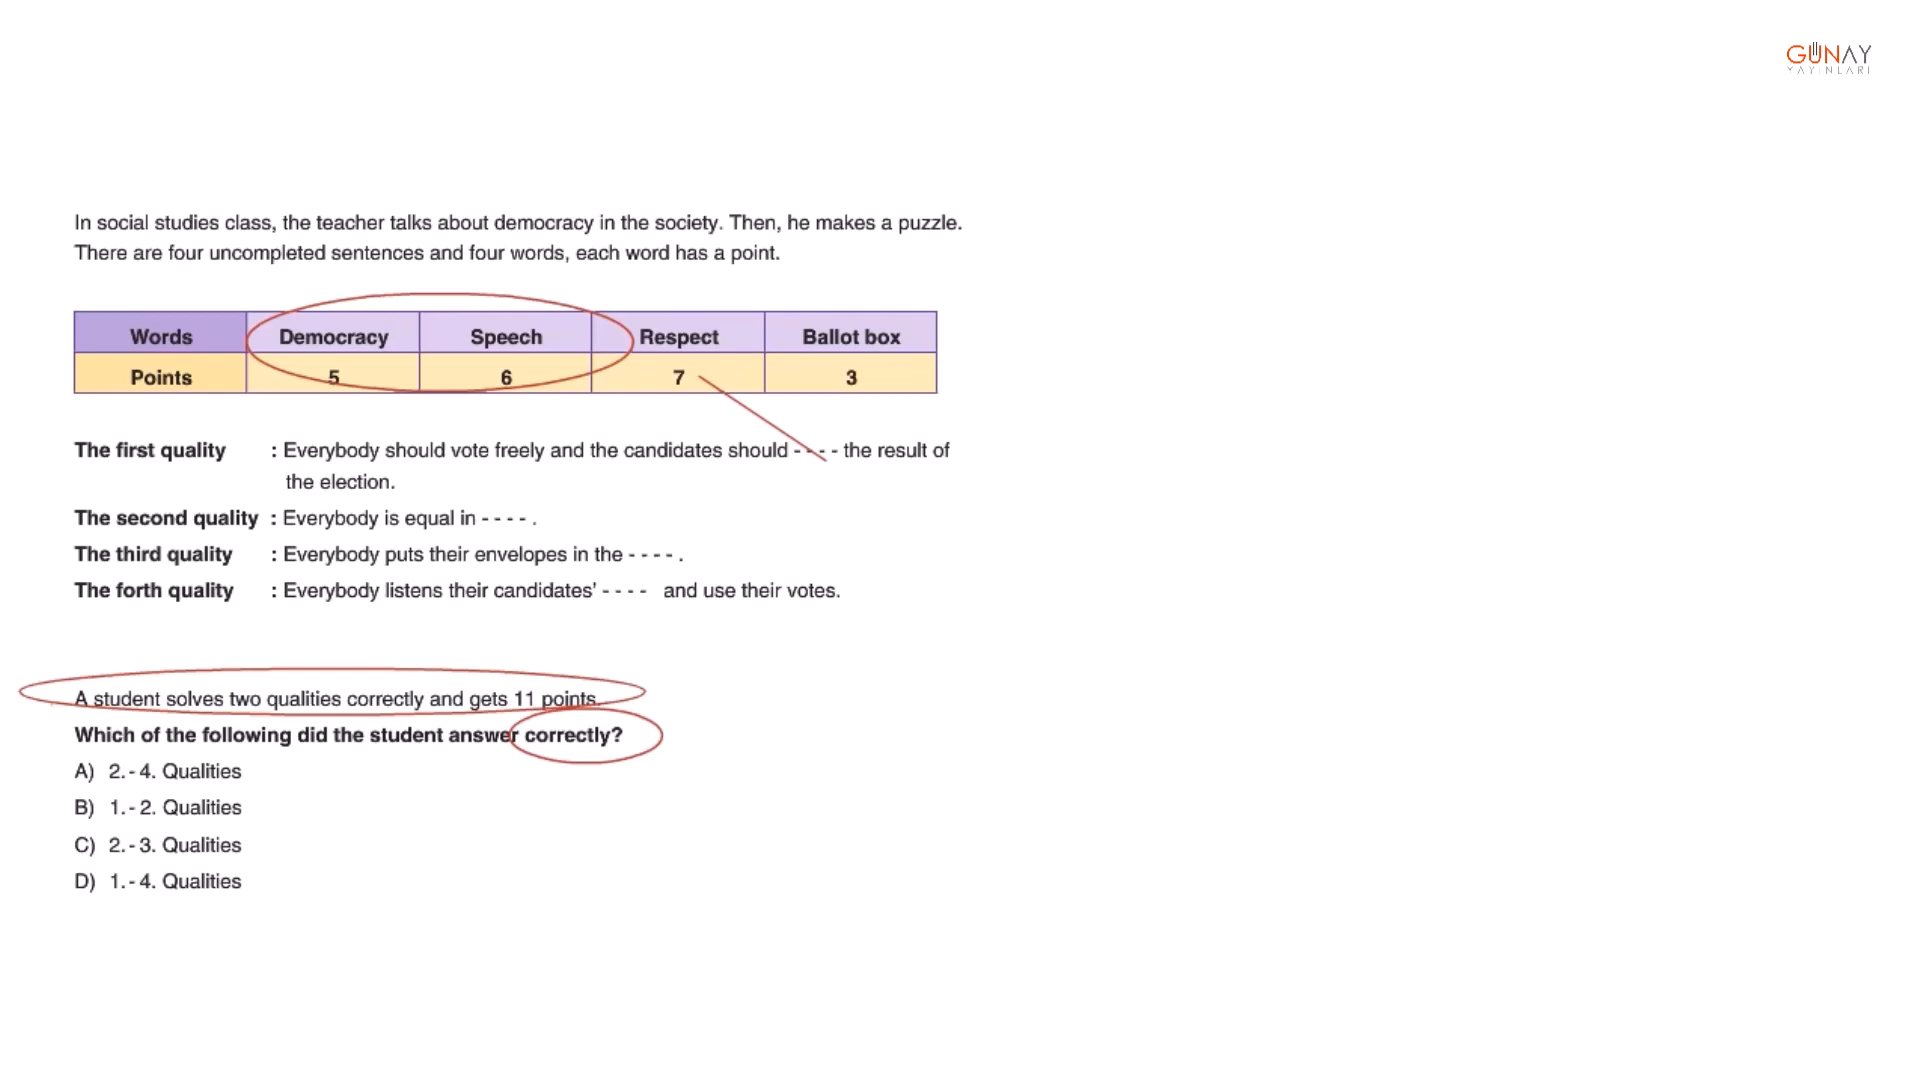 GÜNAY
YAYINLARI
In social studies class, the teacher talks about democracy in the society. Then, he makes a puzzle.
There are four uncompleted sentences and four words, each word has a point.
Words Democracy Speech Respect Ballot box
Points 5 6 7 3
The first quality : Everybody should vote freely and the candidates should - - - - the result of
the election.
The second quality : Everybody is equal in - - - - .
The third quality : Everybody puts their envelopes in the - - - - .
The forth quality : Everybody listens their candidates' - - - - and use their votes.
A student solves two qualities correctly and gets 11 points.
Which of the following did the student answer correctly?
A) 2.- 4. Qualities
B) 1.- 2. Qualities
C) 2.- 3. Qualities
D) 1.- 4. Qualities